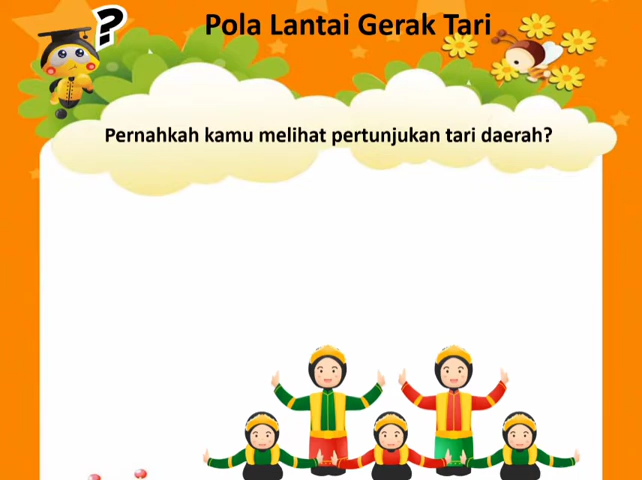 Pola Lantai Gerak Tari
?
Pernahkah kamu melihat pertunjukan tari daerah?